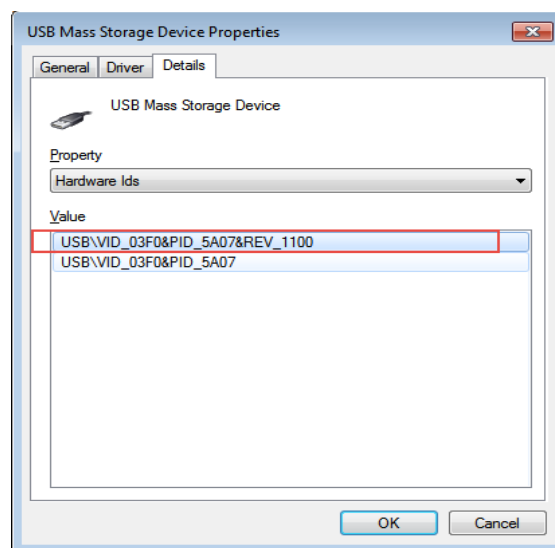 USB Mass Storage Device Properties
General Driver Details
USB Mass Storage Device
Property
Hardware Ids
Value
USB\VID_03F0&PID_5A07&REV_1100
USB\VID_03F0&PID_5A07
OK Cancel